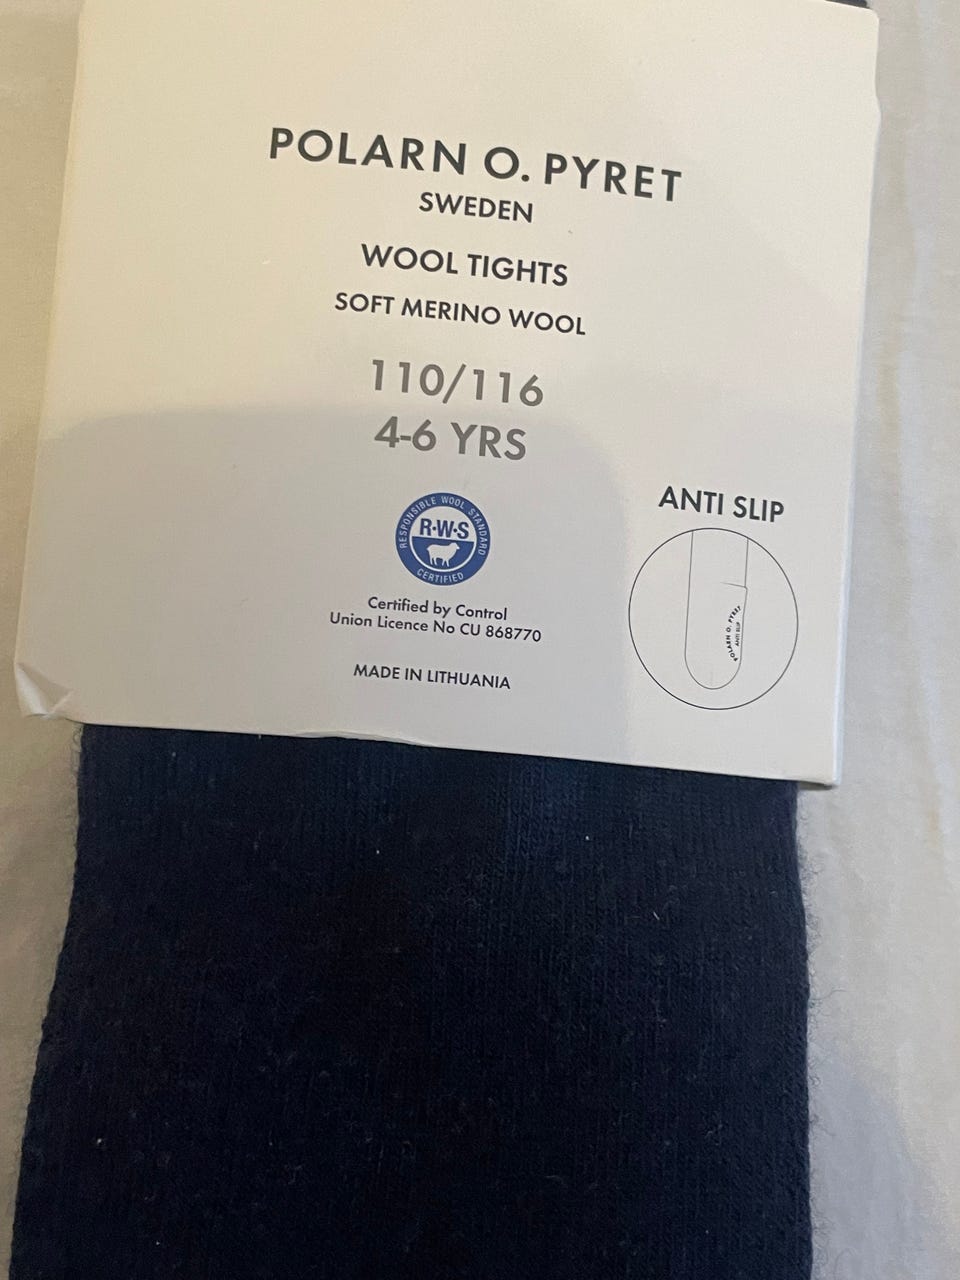 POLARN O. PYRET
SWEDEN
WOOL TIGHTS
SOFT MERINO WOOL
110/116
4-6 YRS
RESPONSIBLE WOOL STANDARD
R·W·S
CERTIFIED
Certified by Control
Union Licence No CU 868770
MADE IN LITHUANIA
ANTI SLIP
POLARN O. PYRET
ANTI SLIP